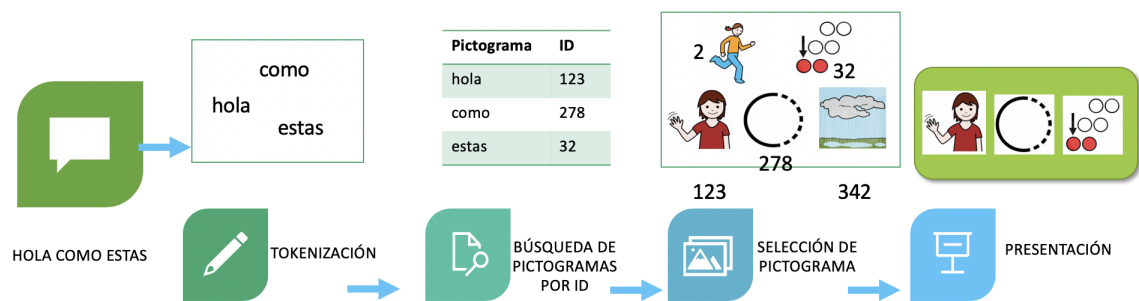 como
hola
estas
Pictograma ID
hola 123
como 278
estas 32
2
32
278
123 342
HOLA COMO ESTAS
TOKENIZACIÓN
BÚSQUEDA DE
PICTOGRAMAS
POR ID
SELECCIÓN DE
PICTOGRAMA
PRESENTACIÓN